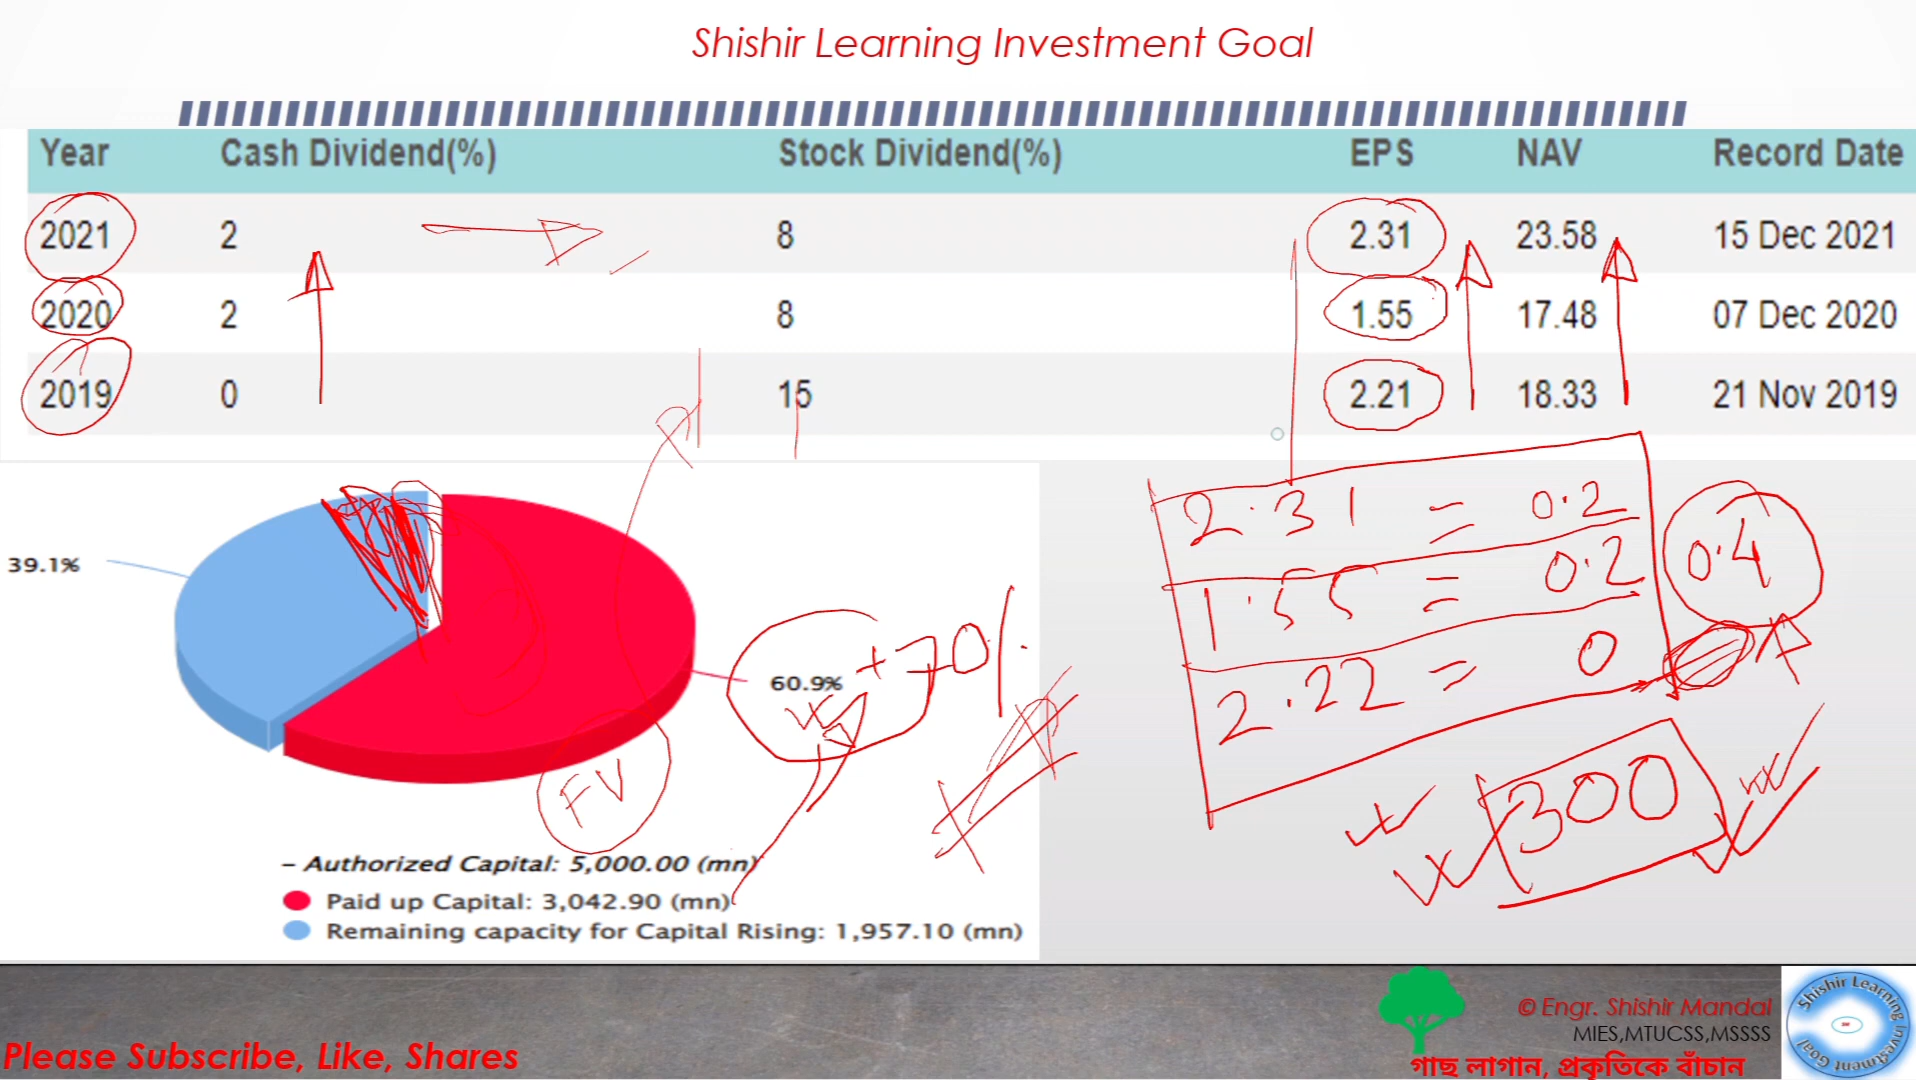 Shishir Learning Investment Goal
Year Cash Dividend(%) Stock Dividend(%) EPS NAV Record Date
2021 2 8 2.31 23.58 15 Dec 2021
2020 2 8 1.55 17.48 07 Dec 2020
2019 0 15 2.21 18.33 21 Nov 2019
2.31 = 0.2
1.55 = 0.2
2.22 = 0
0.4
300
39.1%
60.9%
+70%
FV
– Authorized Capital: 5,000.00 (mn)
Paid up Capital: 3,042.90 (mn)
Remaining capacity for Capital Rising: 1,957.10 (mn)
Please Subscribe, Like, Shares
© Engr. Shishir Mandal
MIES,MTUCSS,MSSSS
গাছ লাগান, প্রকৃতিকে বাঁচান
Shishir Learning Investment Goal